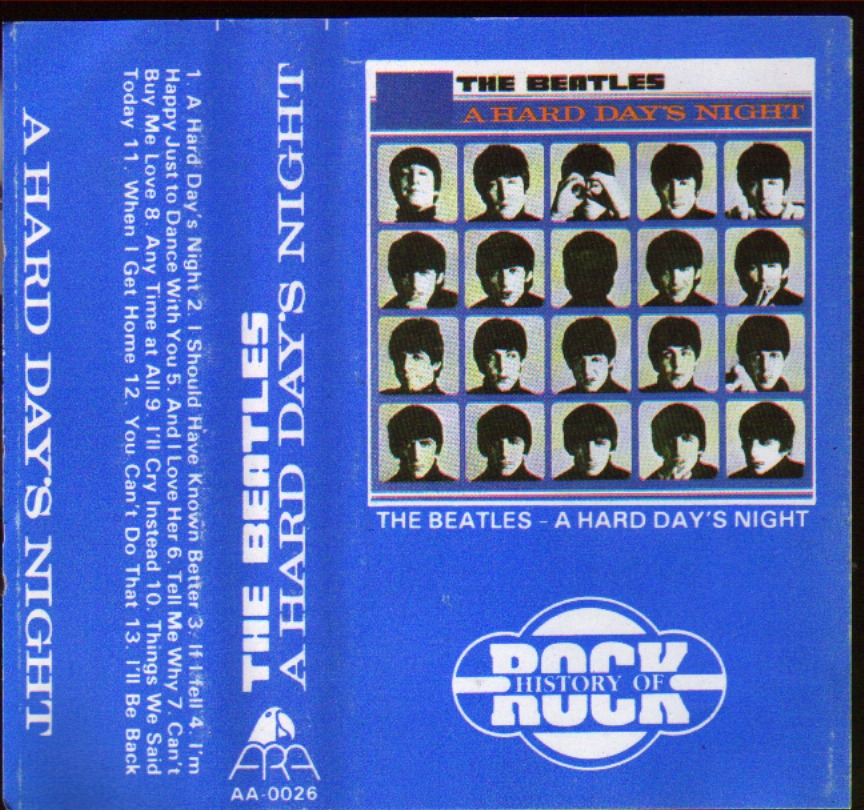 THE BEATLES
A HARD DAY'S NIGHT
THE BEATLES – A HARD DAY'S NIGHT
ROCK
HISTORY OF
A HARD DAY'S NIGHT
THE BEATLES
ARA
AA-0026
1. A Hard Day's Night 2. I Should Have Known Better 3. If I fell 4. I'm
Happy Just to Dance With You 5. And I Love Her 6. Tell Me Why 7. Can't
Buy Me Love 8. Any Time at All 9. I'll Cry Instead 10. Things We Said
Today 11. When I Get Home 12. You Can't Do That 13. I'll Be Back
A HARD DAY'S NIGHT